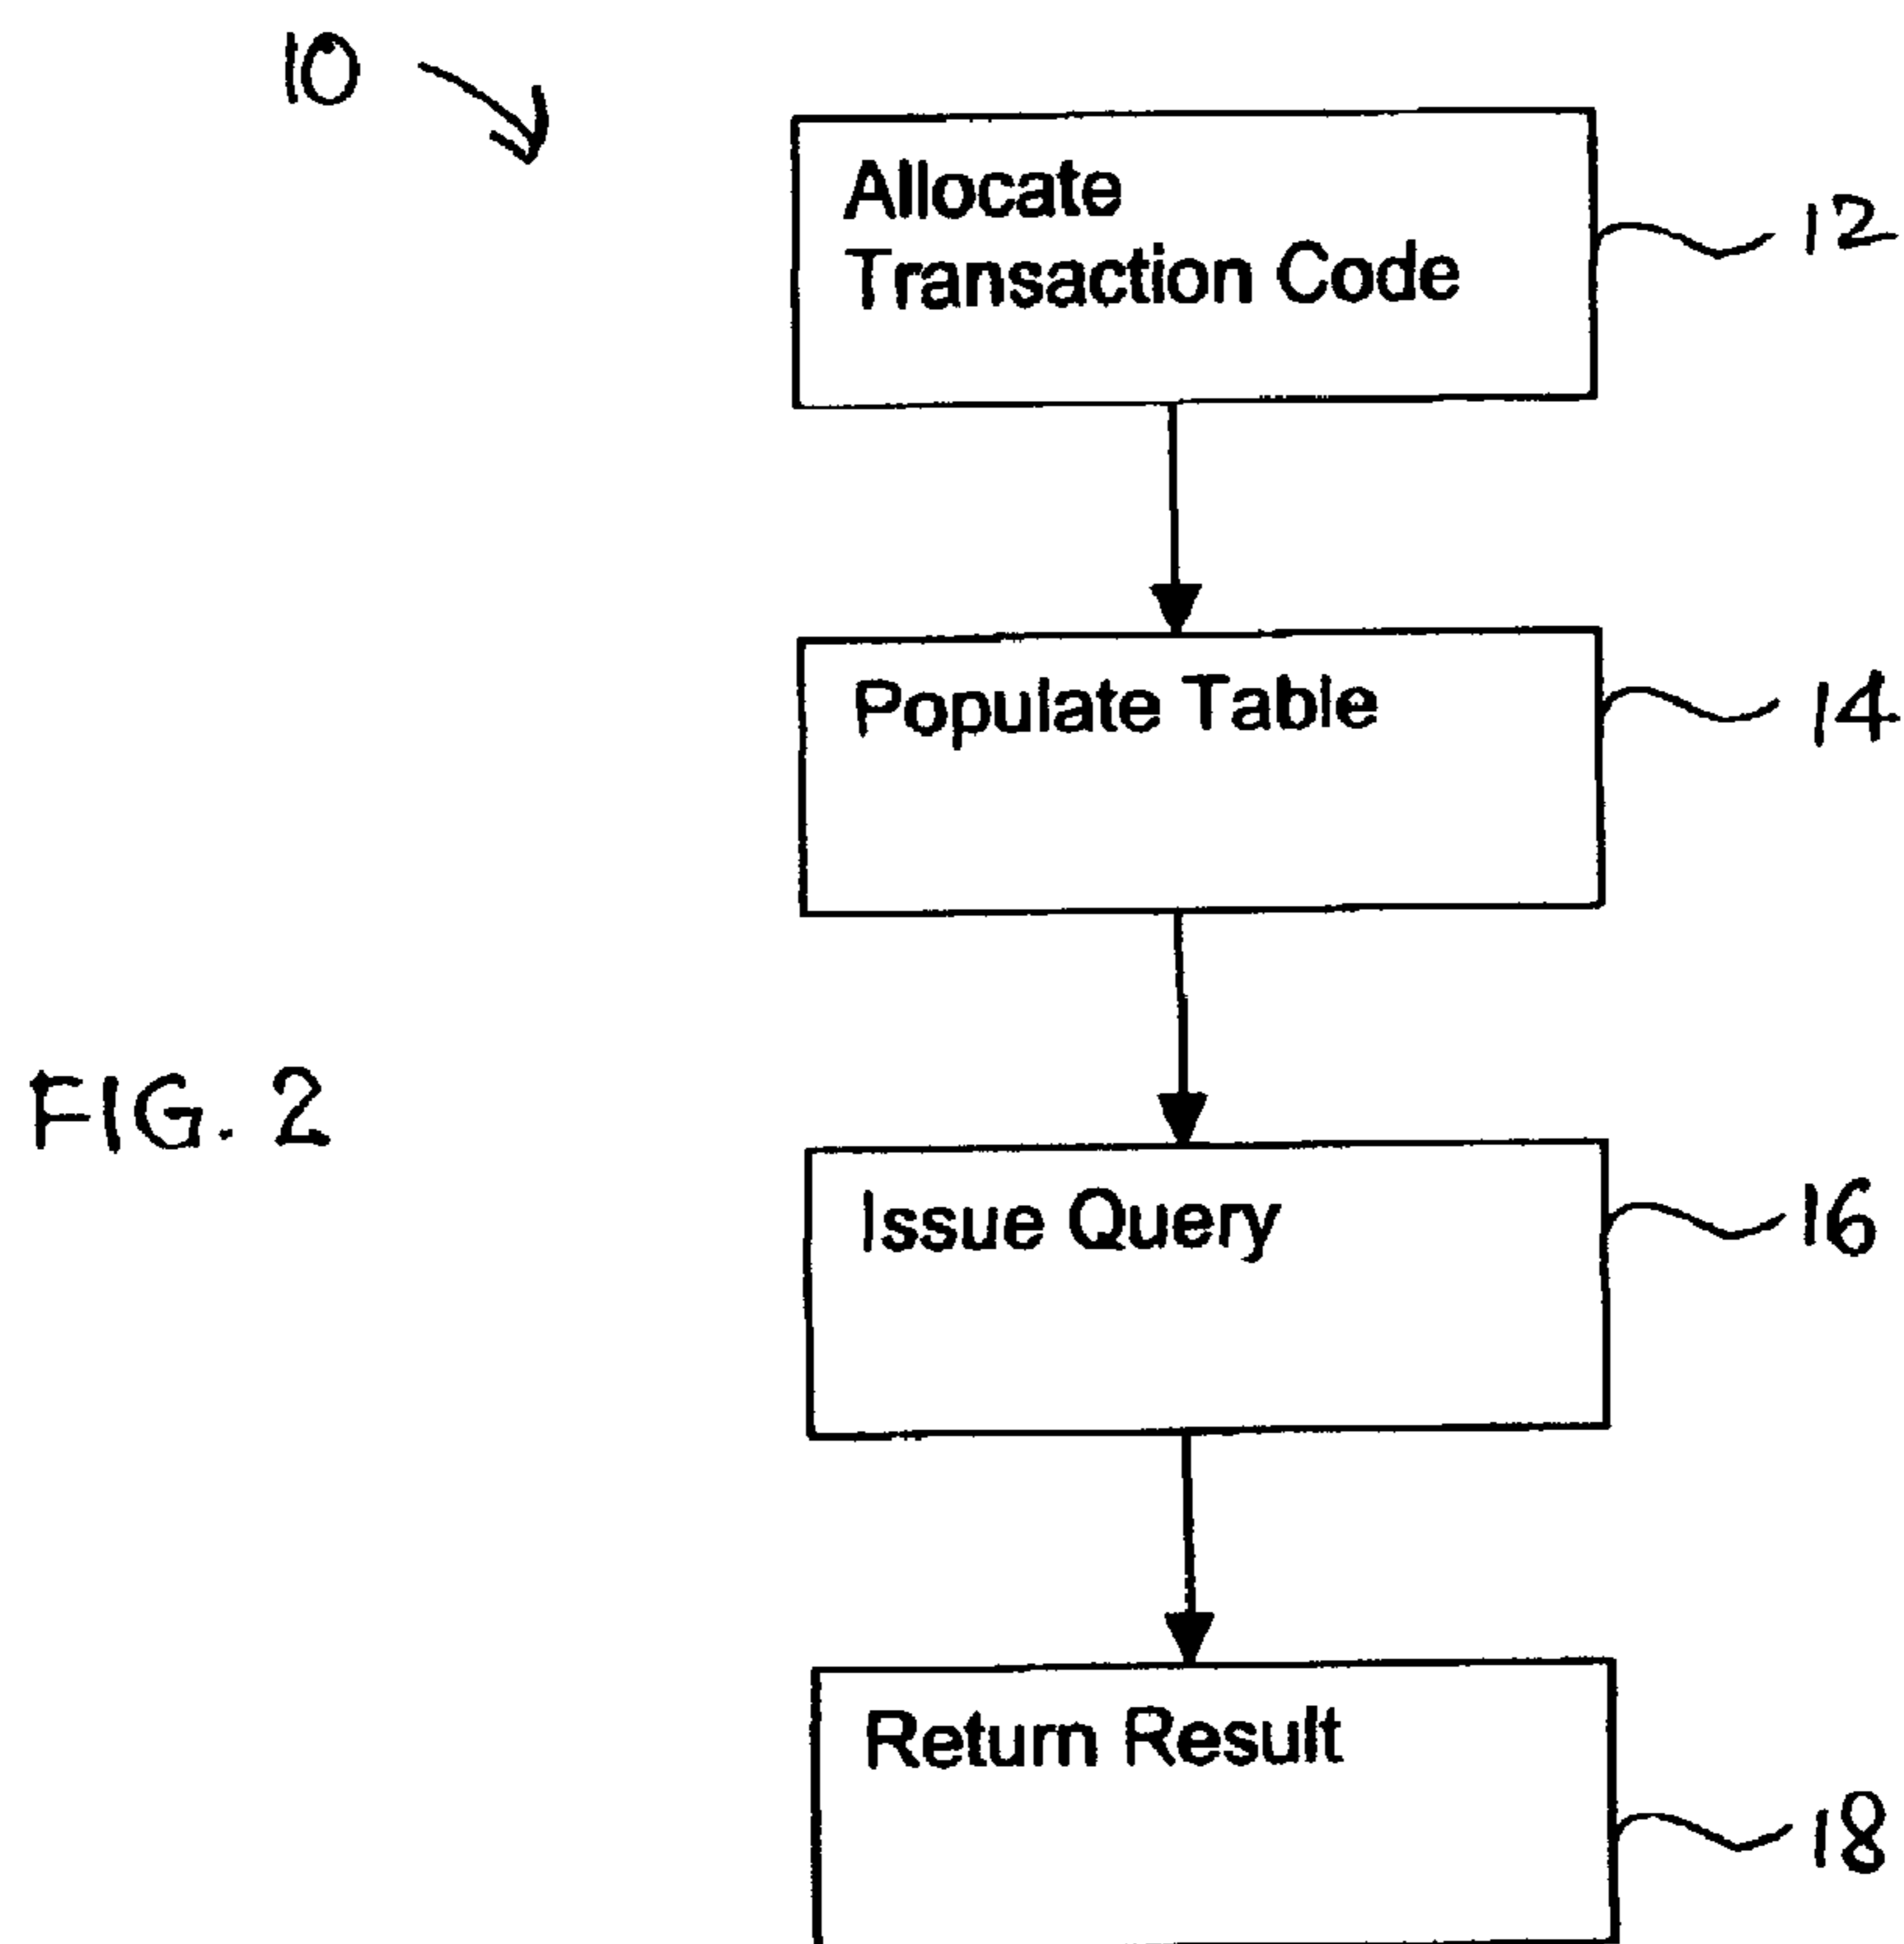 10
Allocate
Transaction Code
12
Populate Table
14
FIG. 2
Issue Query
16
Return Result
18